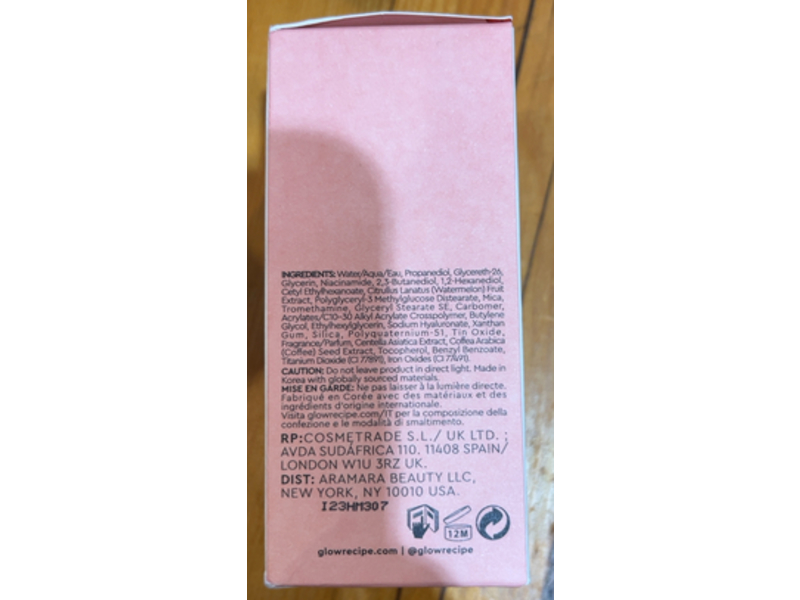 INGREDIENTS: Water/Aqua/Eau, Propanediol, Glycereth-26,
Glycerin, Niacinamide, 2,3-Butanediol, 1,2-Hexanediol,
Cetyl Ethylhexanoate, Citrullus Lanatus (Watermelon) Fruit
Extract, Polyglyceryl-3 Methylglucose Distearate, Mica,
Tromethamine, Glyceryl Stearate SE, Carbomer,
Acrylates/C10-30 Alkyl Acrylate Crosspolymer, Butylene
Glycol, Ethylhexylglycerin, Sodium Hyaluronate, Xanthan
Gum, Silica, Polyquaternium-51, Tin Oxide,
Fragrance/Parfum, Centella Asiatica Extract, Coffea Arabica
(Coffee) Seed Extract, Tocopherol, Benzyl Benzoate,
Titanium Dioxide (CI 77891), Iron Oxides (CI 77491).
CAUTION: Do not leave product in direct light. Made in
Korea with globally sourced materials.
MISE EN GARDE: Ne pas laisser à la lumière directe.
Fabriqué en Corée avec des matériaux et des
ingrédients d'origine internationale.
Visita glowrecipe.com/IT per la composizione della
confezione e le modalità di smaltimento.
RP:COSMETRADE S.L./ UK LTD. ;
AVDA SUDÁFRICA 110. 11408 SPAIN/
LONDON W1U 3RZ UK.
DIST: ARAMARA BEAUTY LLC,
NEW YORK, NY 10010 USA.
I23HM307
12M
glowrecipe.com | @glowrecipe